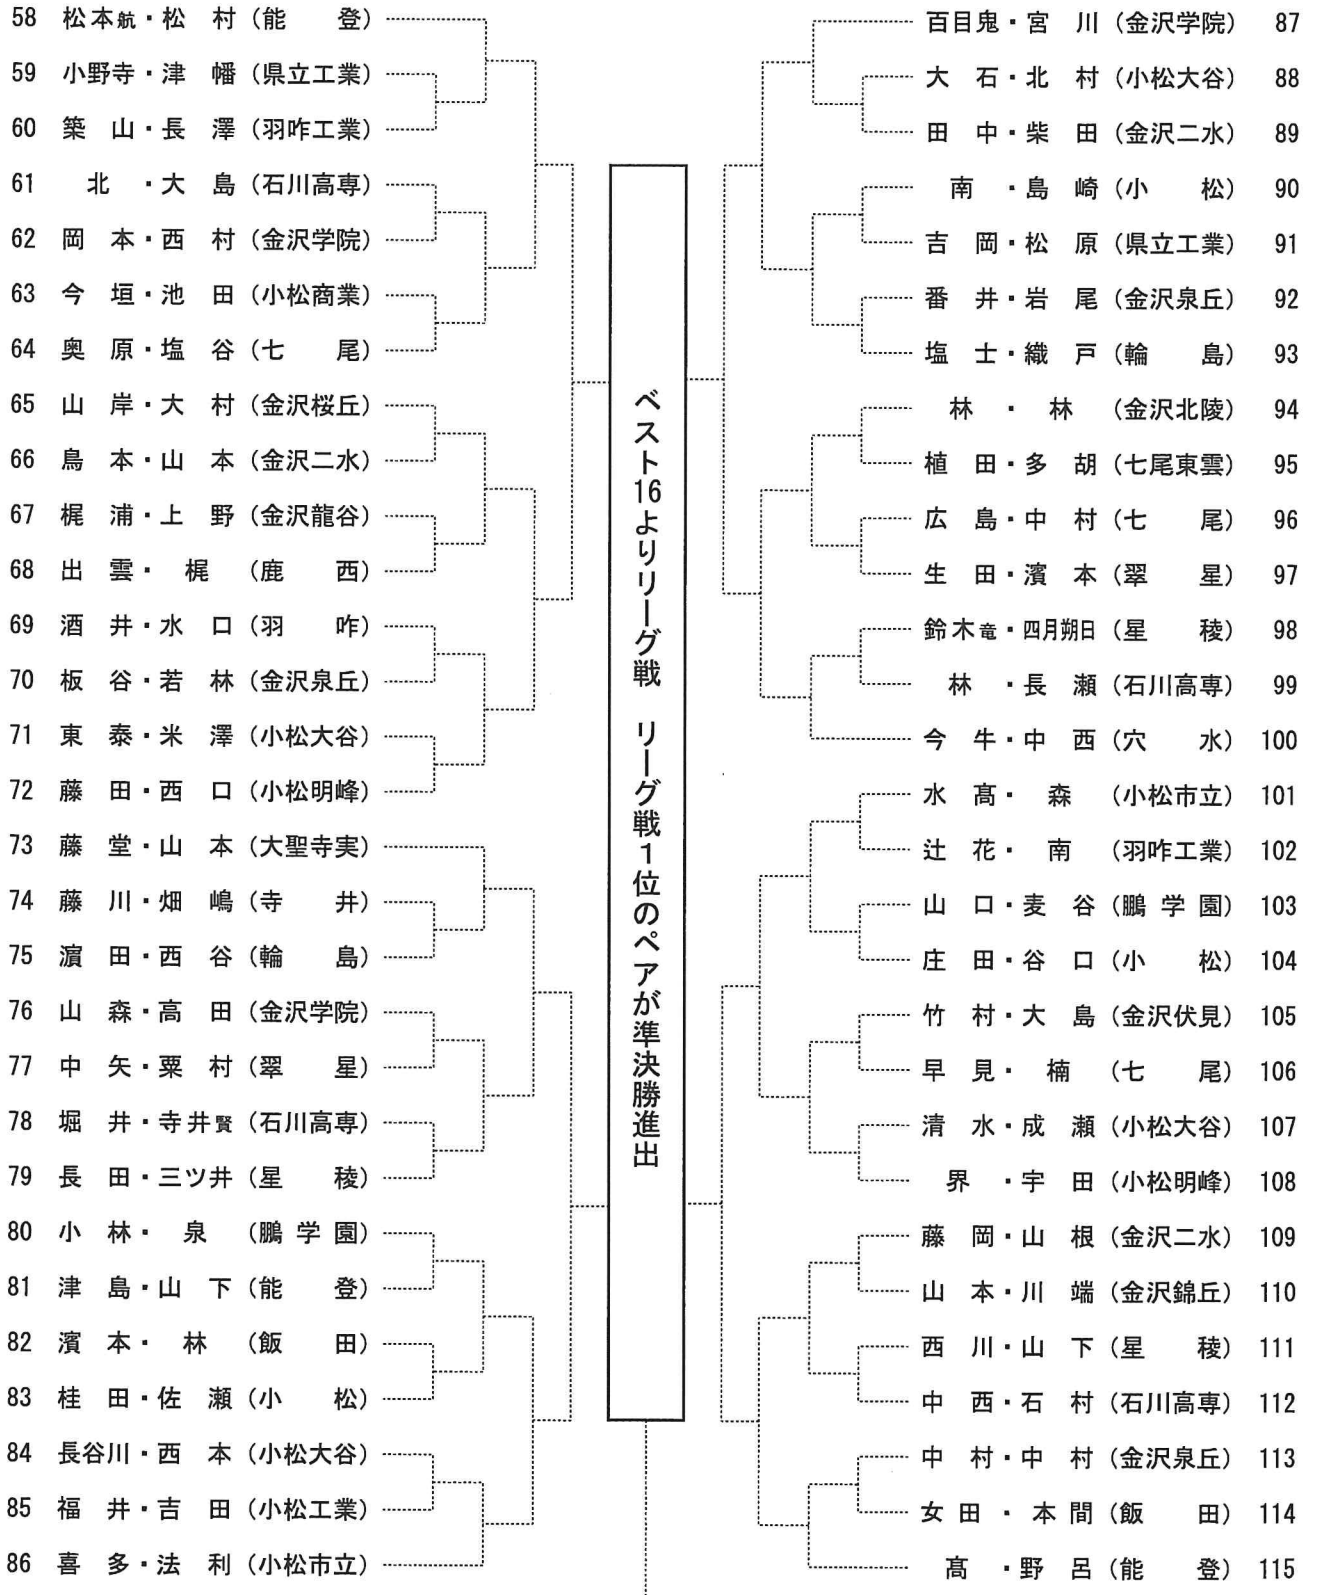 58 松本航・松村(能登)
59 小野寺・津幡(県立工業)
60 築山・長澤(羽咋工業)
61 北・大島(石川高専)
62 岡本・西村(金沢学院)
63 今垣・池田(小松商業)
64 奥原・塩谷(七尾)
65 山岸・大村(金沢桜丘)
66 鳥本・山本(金沢二水)
67 梶浦・上野(金沢龍谷)
68 出雲・梶(鹿西)
69 酒井・水口(羽咋)
70 板谷・若林(金沢泉丘)
71 東泰・米澤(小松大谷)
72 藤田・西口(小松明峰)
73 藤堂・山本(大聖寺実)
74 藤川・畑嶋(寺井)
75 濵田・西谷(輪島)
76 山森・高田(金沢学院)
77 中矢・粟村(翠星)
78 堀井・寺井賢(石川高専)
79 長田・三ツ井(星稜)
80 小林・泉(鵬学園)
81 津島・山下(能登)
82 濱本・林(飯田)
83 桂田・佐瀬(小松)
84 長谷川・西本(小松大谷)
85 福井・吉田(小松工業)
86 喜多・法利(小松市立)
ベスト16よりリーグ戦 リーグ戦1位のペアが準決勝進出
百目鬼・宮川(金沢学院) 87
大石・北村(小松大谷) 88
田中・柴田(金沢二水) 89
南・島崎(小松) 90
吉岡・松原(県立工業) 91
番井・岩尾(金沢泉丘) 92
塩士・織戸(輪島) 93
林・林(金沢北陵) 94
植田・多胡(七尾東雲) 95
広島・中村(七尾) 96
生田・濱本(翠星) 97
鈴木竜・四月朔日(星稜) 98
林・長瀬(石川高専) 99
今牛・中西(穴水) 100
水髙・森(小松市立) 101
辻花・南(羽咋工業) 102
山口・麦谷(鵬学園) 103
庄田・谷口(小松) 104
竹村・大島(金沢伏見) 105
早見・楠(七尾) 106
清水・成瀬(小松大谷) 107
界・宇田(小松明峰) 108
藤岡・山根(金沢二水) 109
山本・川端(金沢錦丘) 110
西川・山下(星稜) 111
中西・石村(石川高専) 112
中村・中村(金沢泉丘) 113
女田・本間(飯田) 114
髙・野呂(能登) 115